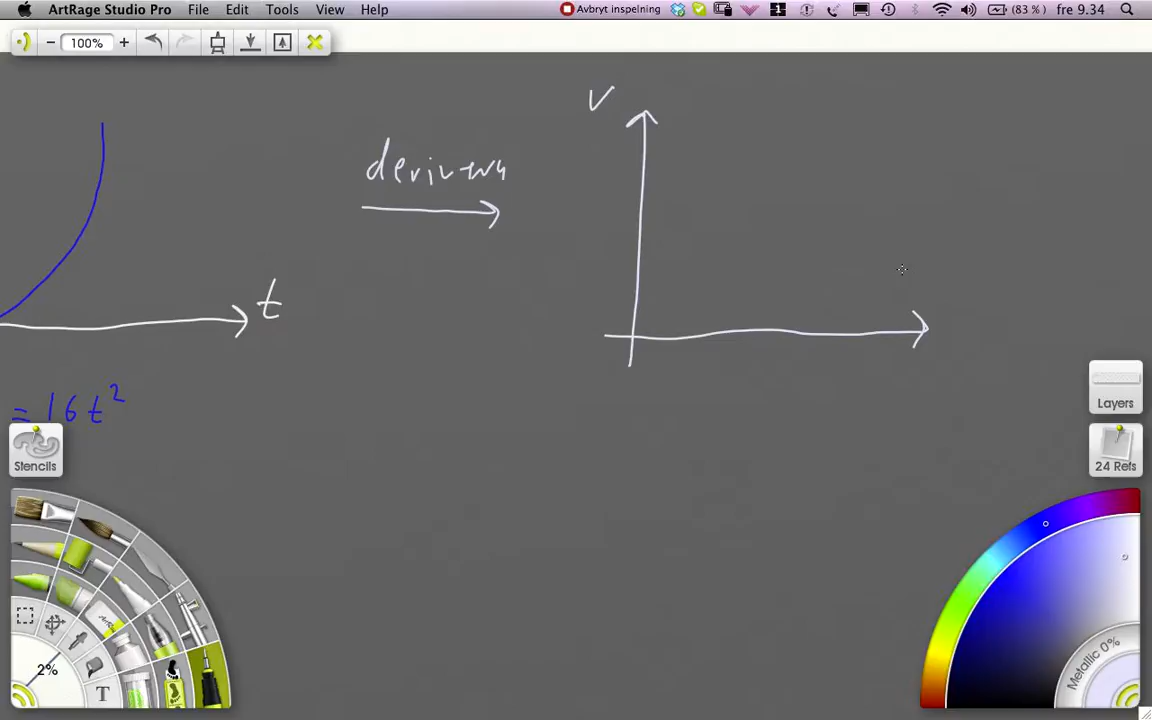 ArtRage Studio Pro File Edit Tools View Help Avbryt inspelning 1 (83 %) fre 9.34
100%
v
derivera
t
= 16t²
Layers
Stencils
24 Refs
2%
T
Metallic 0%